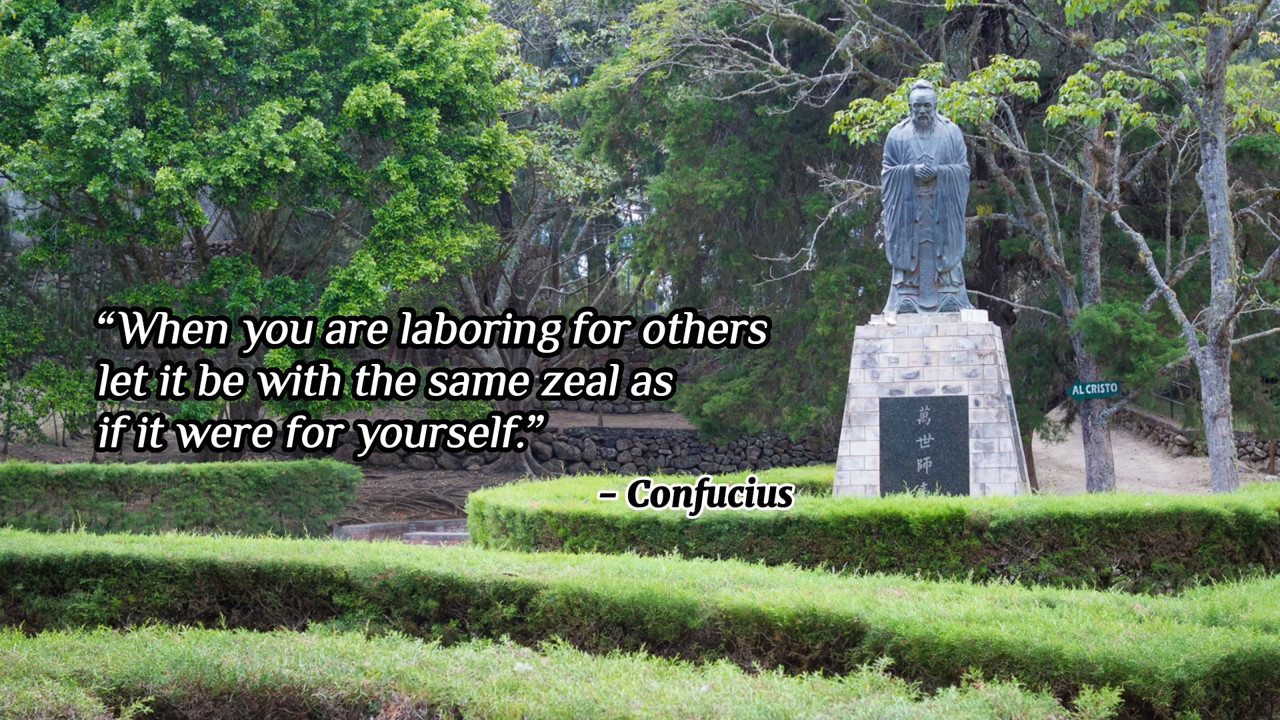 “When you are laboring for others
let it be with the same zeal as
if it were for yourself.”
– Confucius
AL CRISTO
萬
世
師